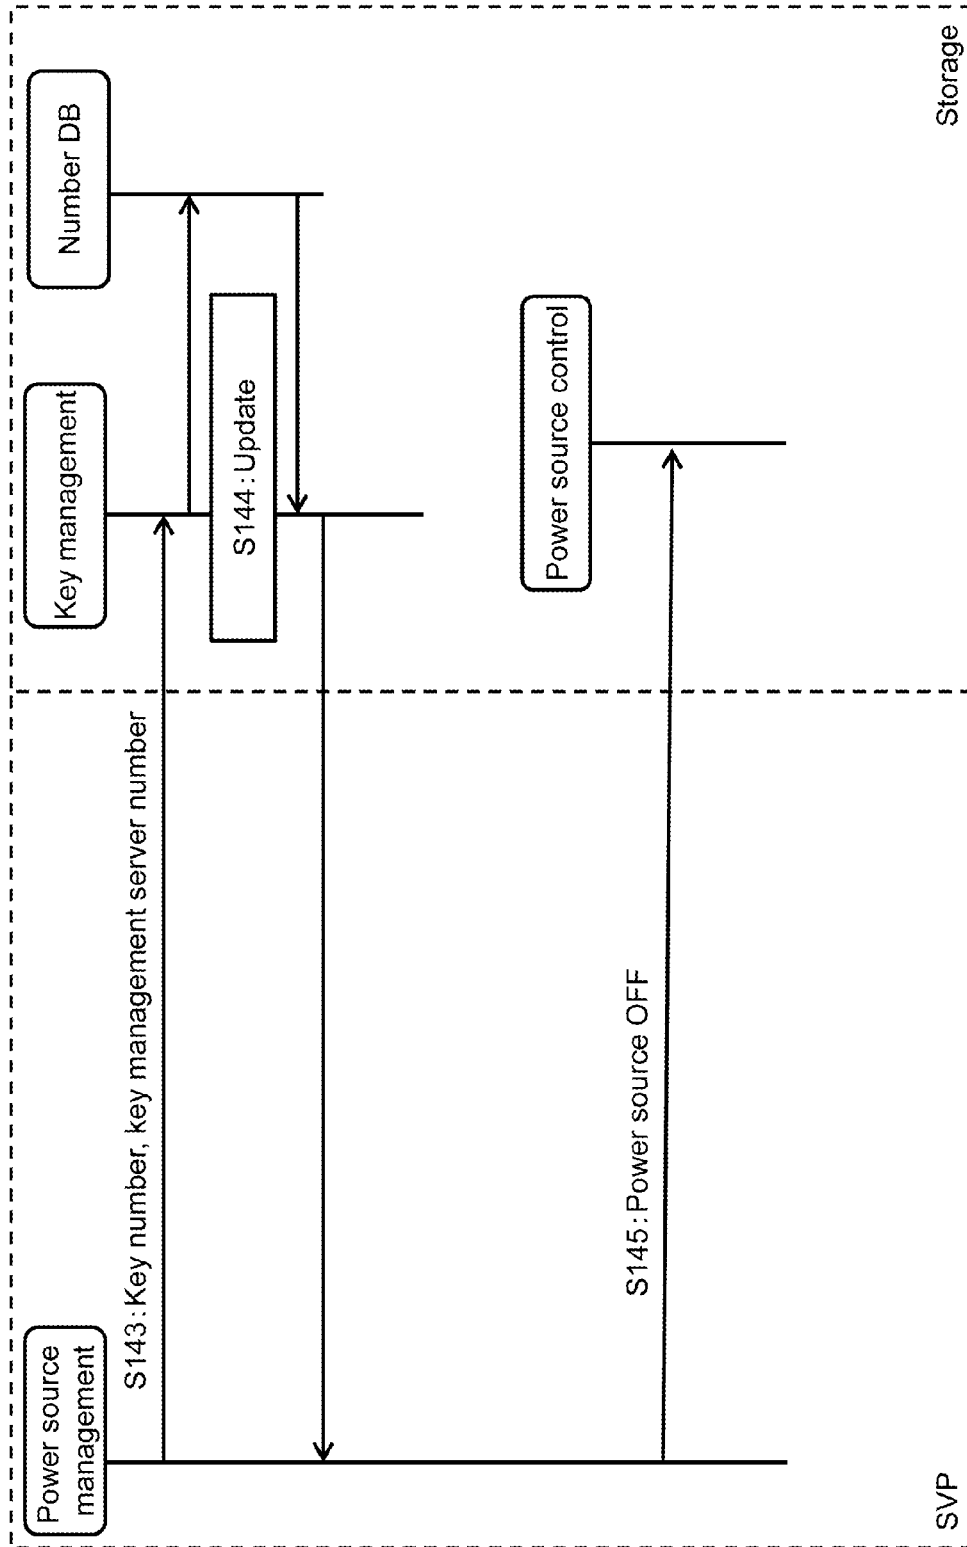 Power source
management
Key management
Number DB
S143:Key number, key management server number
S144:Update
Power source control
S145:Power source OFF
SVP
Storage